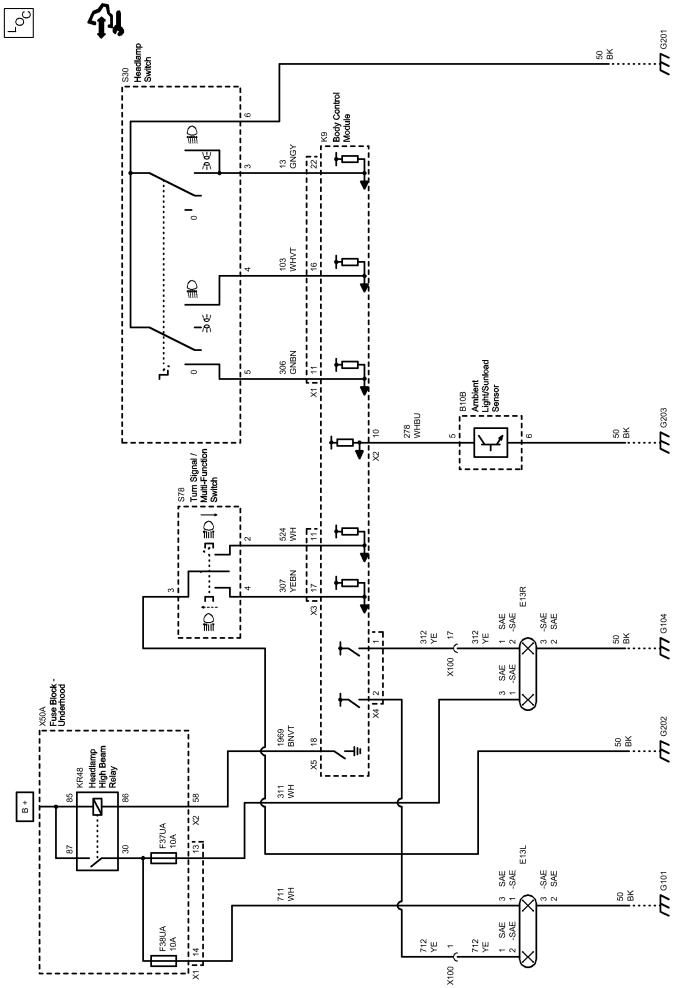 LOC
S30
Headlamp
Switch
6
0
0
5
4
3
306
GNBN
103
WHVT
13
GNGY
50
BK
G201
X1
11
16
22
K9
Body Control
Module
S78
Turn Signal /
Multi-Function
Switch
3
4
2
307
YEBN
524
WH
X3
17
11
X2
10
278
WHBU
B10B
Ambient
Light/Sunload
Sensor
5
6
50
BK
G203
X50A
Fuse Block -
Underhood
B +
KR48
Headlamp
High Beam
Relay
85
86
87
30
F37UA
10A
F38UA
10A
X1
14
13
X2
58
1969
BNVT
X5
18
X4
2
1
711
WH
311
WH
312
YE
X100
17
312
YE
712
YE
X100
1
712
YE
E13R
3
SAE
1
-SAE
1
SAE
2
-SAE
3
-SAE
2
SAE
50
BK
G104
50
BK
G202
E13L
1
SAE
2
-SAE
3
SAE
1
-SAE
3
-SAE
2
SAE
50
BK
G101